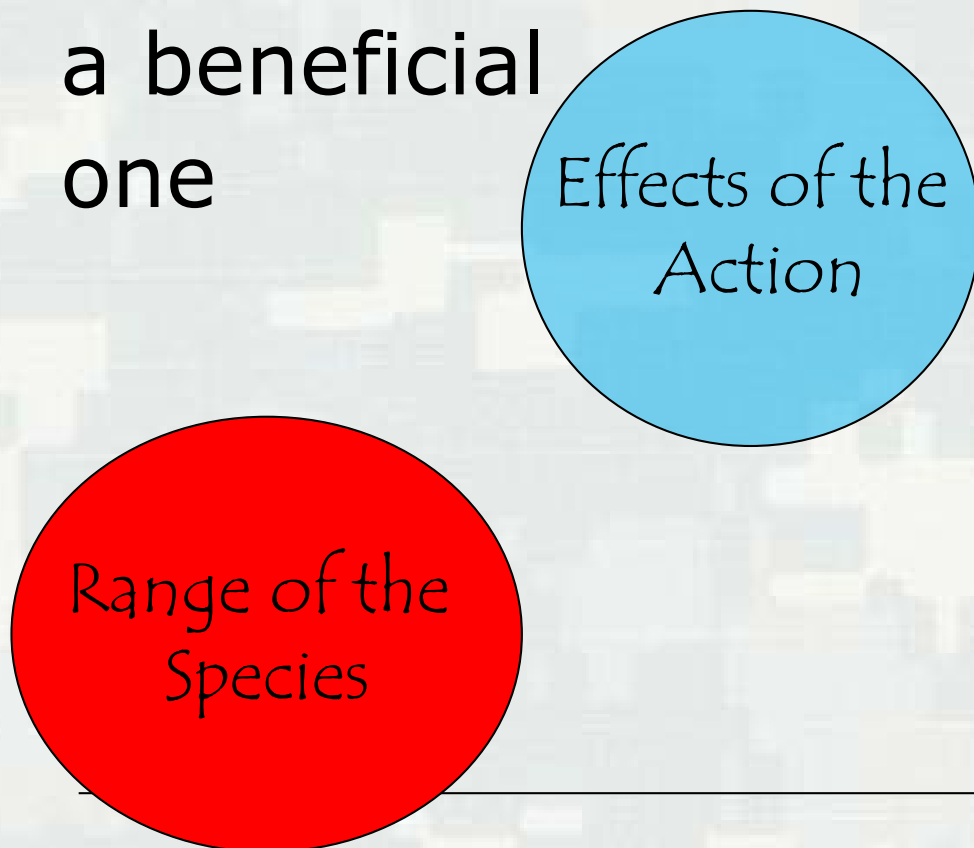 a beneficial
one
Effects of the
Action
Range of the
Species